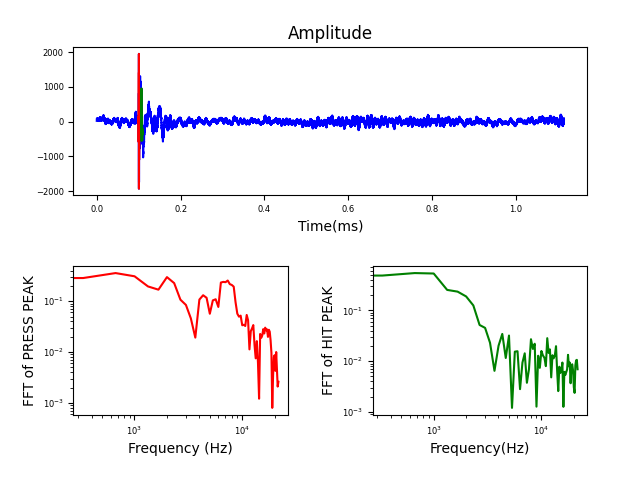 Amplitude
2000
1000
0
−1000
−2000
0.0 0.2 0.4 0.6 0.8 1.0
Time(ms)
FFT of PRESS PEAK
10⁻¹
10⁻²
10⁻³
10³ 10⁴
Frequency (Hz)
FFT of HIT PEAK
10⁻¹
10⁻²
10⁻³
10³ 10⁴
Frequency(Hz)